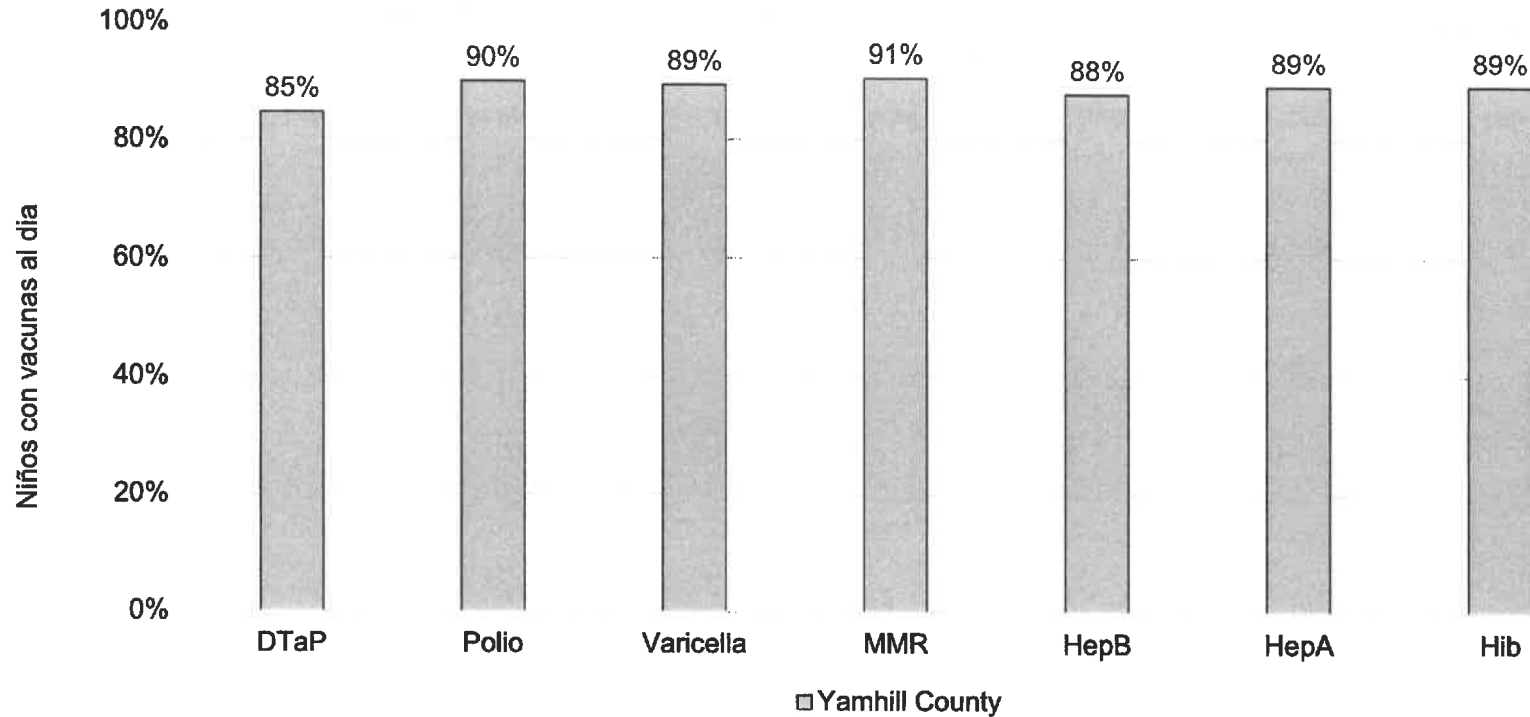 Niños con vacunas al dia
100%
80%
60%
40%
20%
0%
85%
90%
89%
91%
88%
89%
89%
DTaP
Polio
Varicella
MMR
HepB
HepA
Hib
Yamhill County